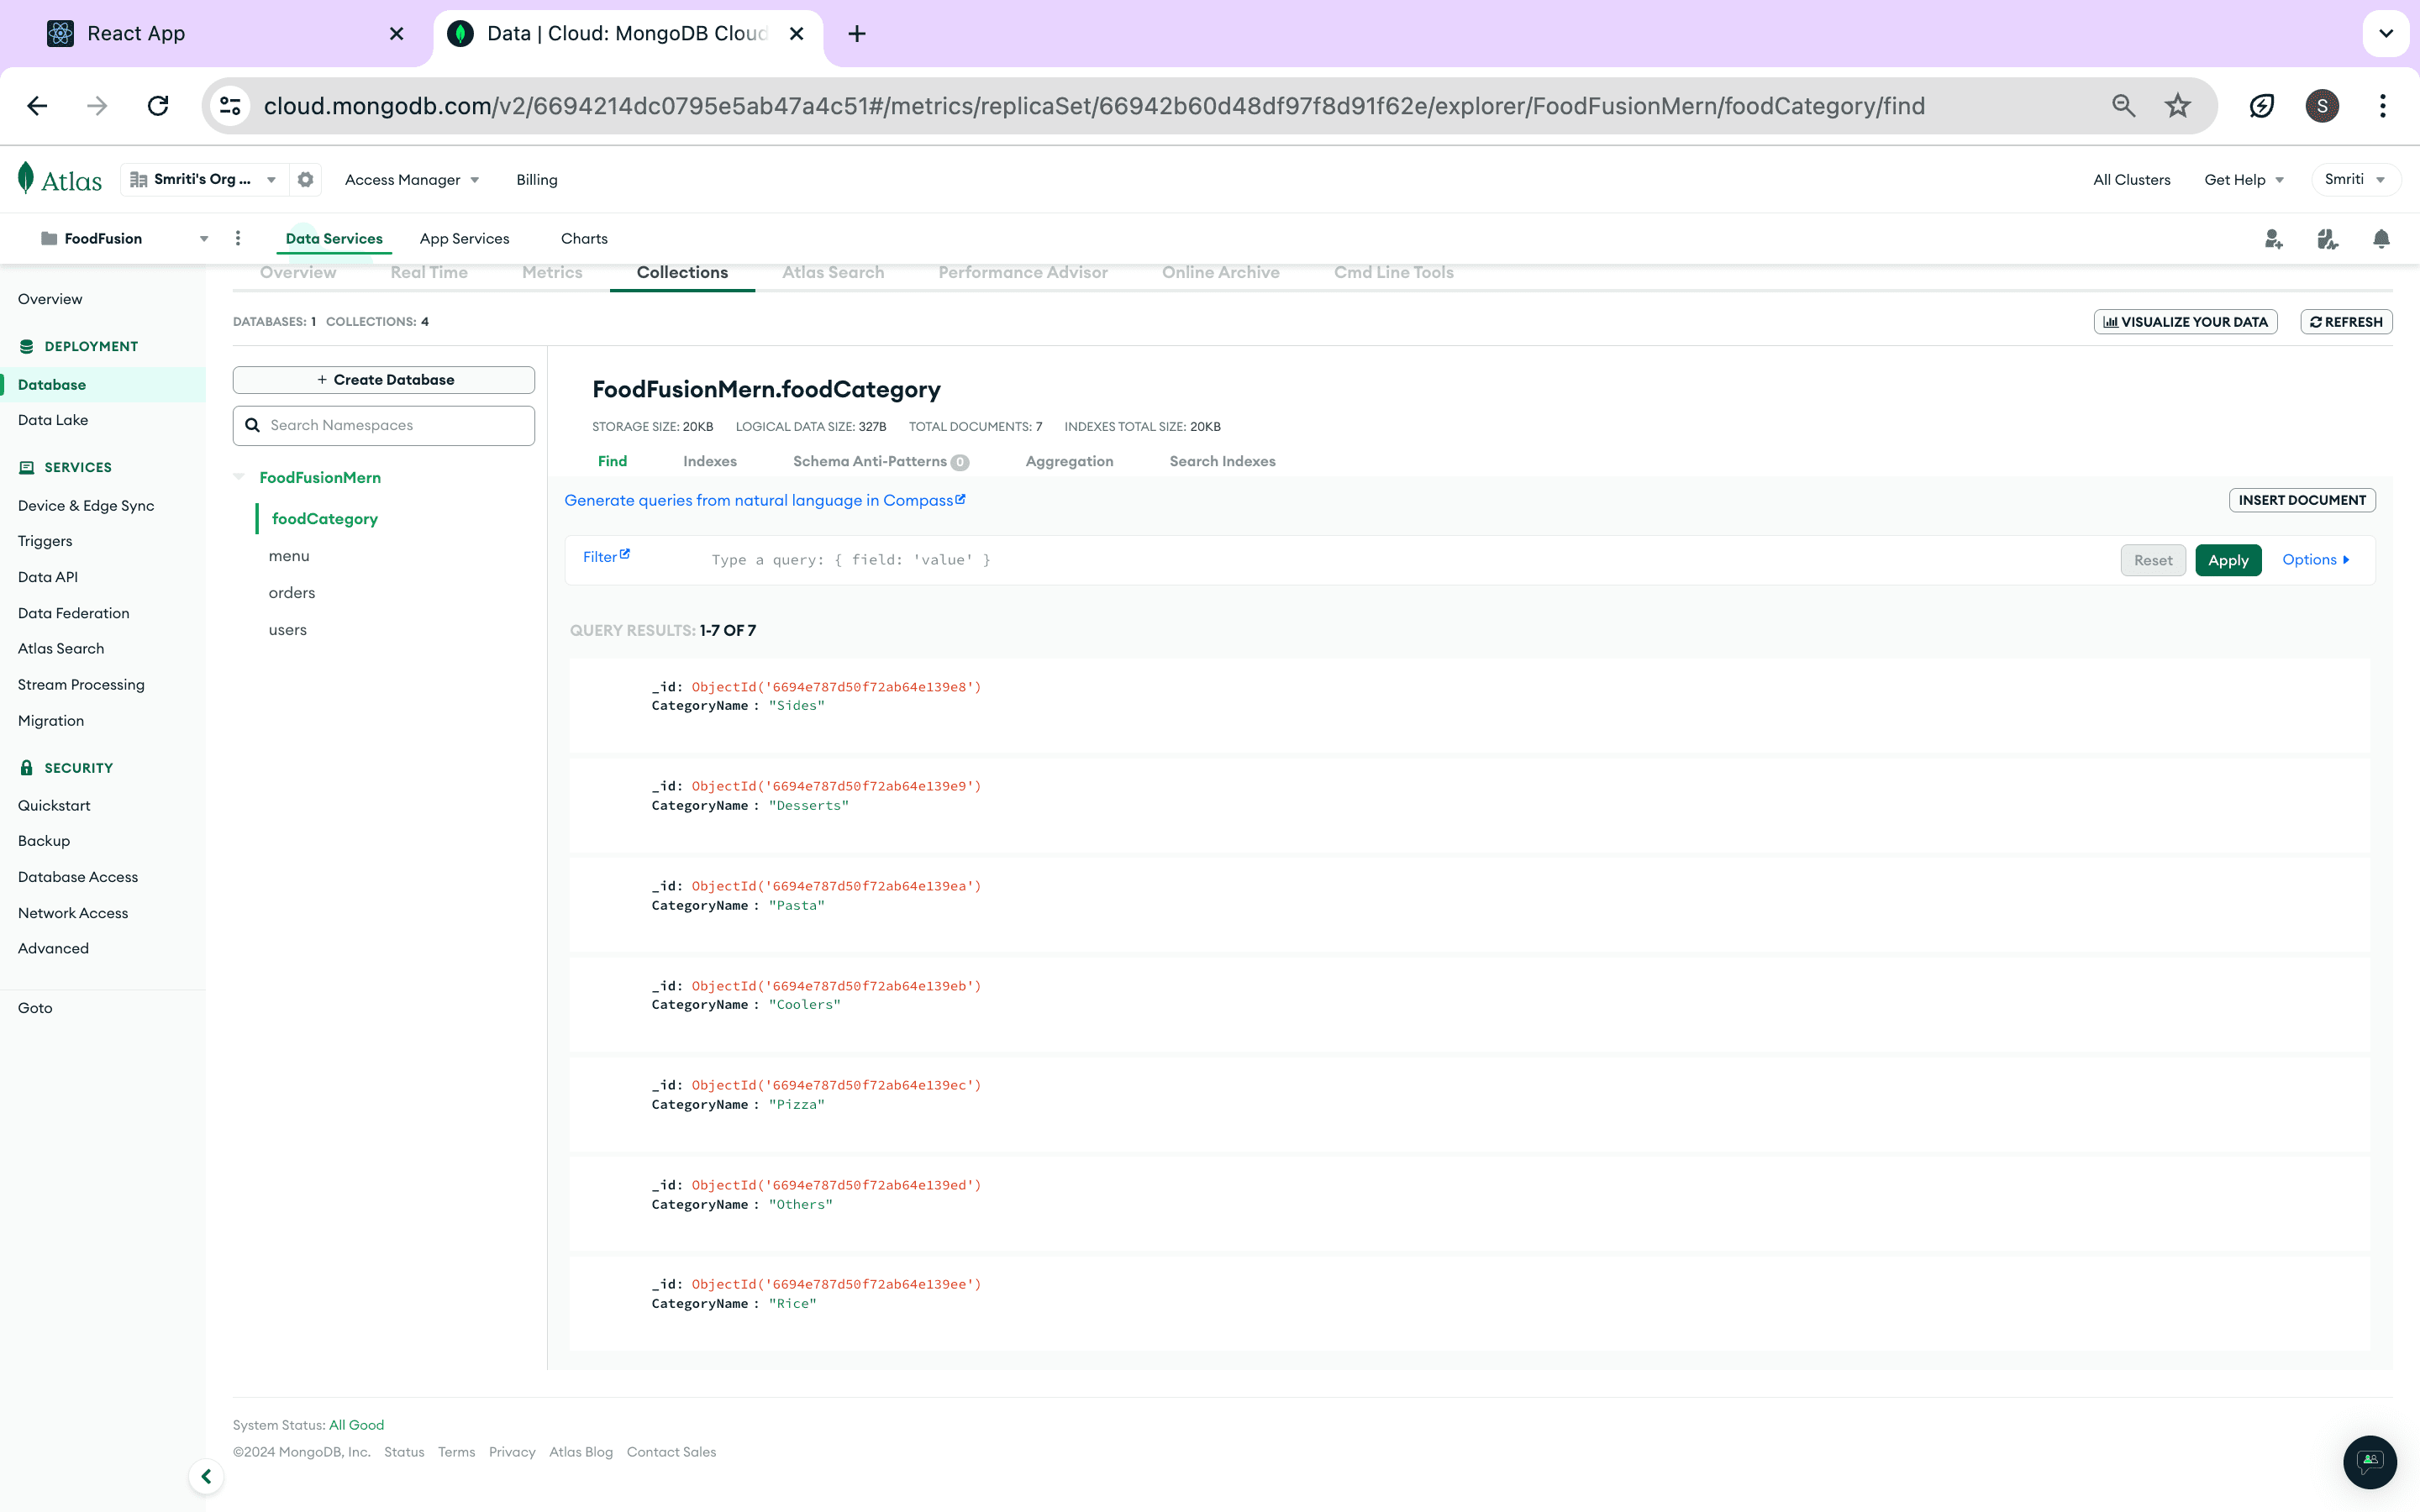 React App
Data | Cloud: MongoDB Cloud
cloud.mongodb.com/v2/6694214dc0795e5ab47a4c51#/metrics/replicaSet/66942b60d48df97f8d91f62e/explorer/FoodFusionMern/foodCategory/find
S
Atlas
Smriti's Org ...
Access Manager
Billing
All Clusters
Get Help
Smriti
FoodFusion
Data Services
App Services
Charts
Overview
Real Time
Metrics
Collections
Atlas Search
Performance Advisor
Online Archive
Cmd Line Tools
Overview
DEPLOYMENT
Database
Data Lake
SERVICES
Device & Edge Sync
Triggers
Data API
Data Federation
Atlas Search
Stream Processing
Migration
SECURITY
Quickstart
Backup
Database Access
Network Access
Advanced
Goto
DATABASES: 1 COLLECTIONS: 4
VISUALIZE YOUR DATA
REFRESH
+ Create Database
Search Namespaces
FoodFusionMern
foodCategory
menu
orders
users
FoodFusionMern.foodCategory
STORAGE SIZE: 20KB LOGICAL DATA SIZE: 327B TOTAL DOCUMENTS: 7 INDEXES TOTAL SIZE: 20KB
Find
Indexes
Schema Anti-Patterns 0
Aggregation
Search Indexes
Generate queries from natural language in Compass
INSERT DOCUMENT
Filter
Type a query: { field: 'value' }
Reset
Apply
Options
QUERY RESULTS: 1-7 OF 7
_id: ObjectId('6694e787d50f72ab64e139e8')
CategoryName : "Sides"
_id: ObjectId('6694e787d50f72ab64e139e9')
CategoryName : "Desserts"
_id: ObjectId('6694e787d50f72ab64e139ea')
CategoryName : "Pasta"
_id: ObjectId('6694e787d50f72ab64e139eb')
CategoryName : "Coolers"
_id: ObjectId('6694e787d50f72ab64e139ec')
CategoryName : "Pizza"
_id: ObjectId('6694e787d50f72ab64e139ed')
CategoryName : "Others"
_id: ObjectId('6694e787d50f72ab64e139ee')
CategoryName : "Rice"
System Status: All Good
©2024 MongoDB, Inc. Status Terms Privacy Atlas Blog Contact Sales